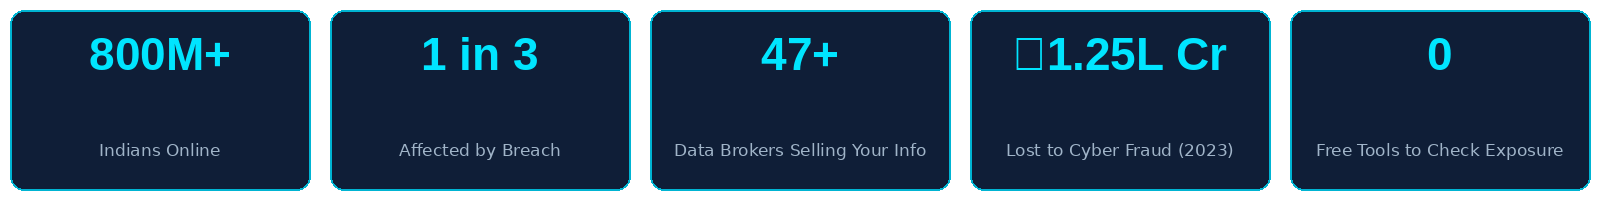 800M+
Indians Online
1 in 3
Affected by Breach
47+
Data Brokers Selling Your Info
□1.25L Cr
Lost to Cyber Fraud (2023)
0
Free Tools to Check Exposure